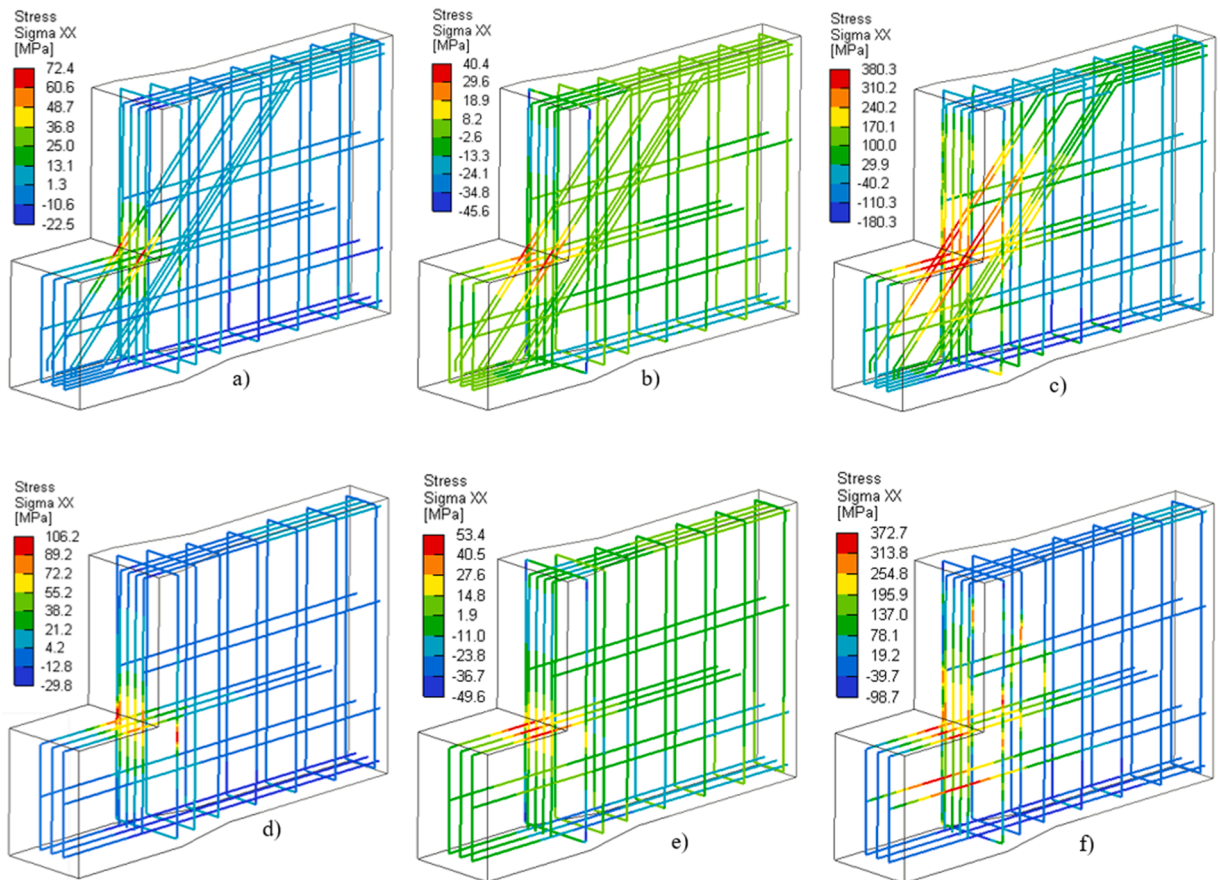 Stress
Sigma XX
[MPa]
72.4
60.6
48.7
36.8
25.0
13.1
1.3
-10.6
-22.5
a)
Stress
Sigma XX
[MPa]
40.4
29.6
18.9
8.2
-2.6
-13.3
-24.1
-34.8
-45.6
b)
Stress
Sigma XX
[MPa]
380.3
310.2
240.2
170.1
100.0
29.9
-40.2
-110.3
-180.3
c)
Stress
Sigma XX
[MPa]
106.2
89.2
72.2
55.2
38.2
21.2
4.2
-12.8
-29.8
d)
Stress
Sigma XX
[MPa]
53.4
40.5
27.6
14.8
1.9
-11.0
-23.8
-36.7
-49.6
e)
Stress
Sigma XX
[MPa]
372.7
313.8
254.8
195.9
137.0
78.1
19.2
-39.7
-98.7
f)